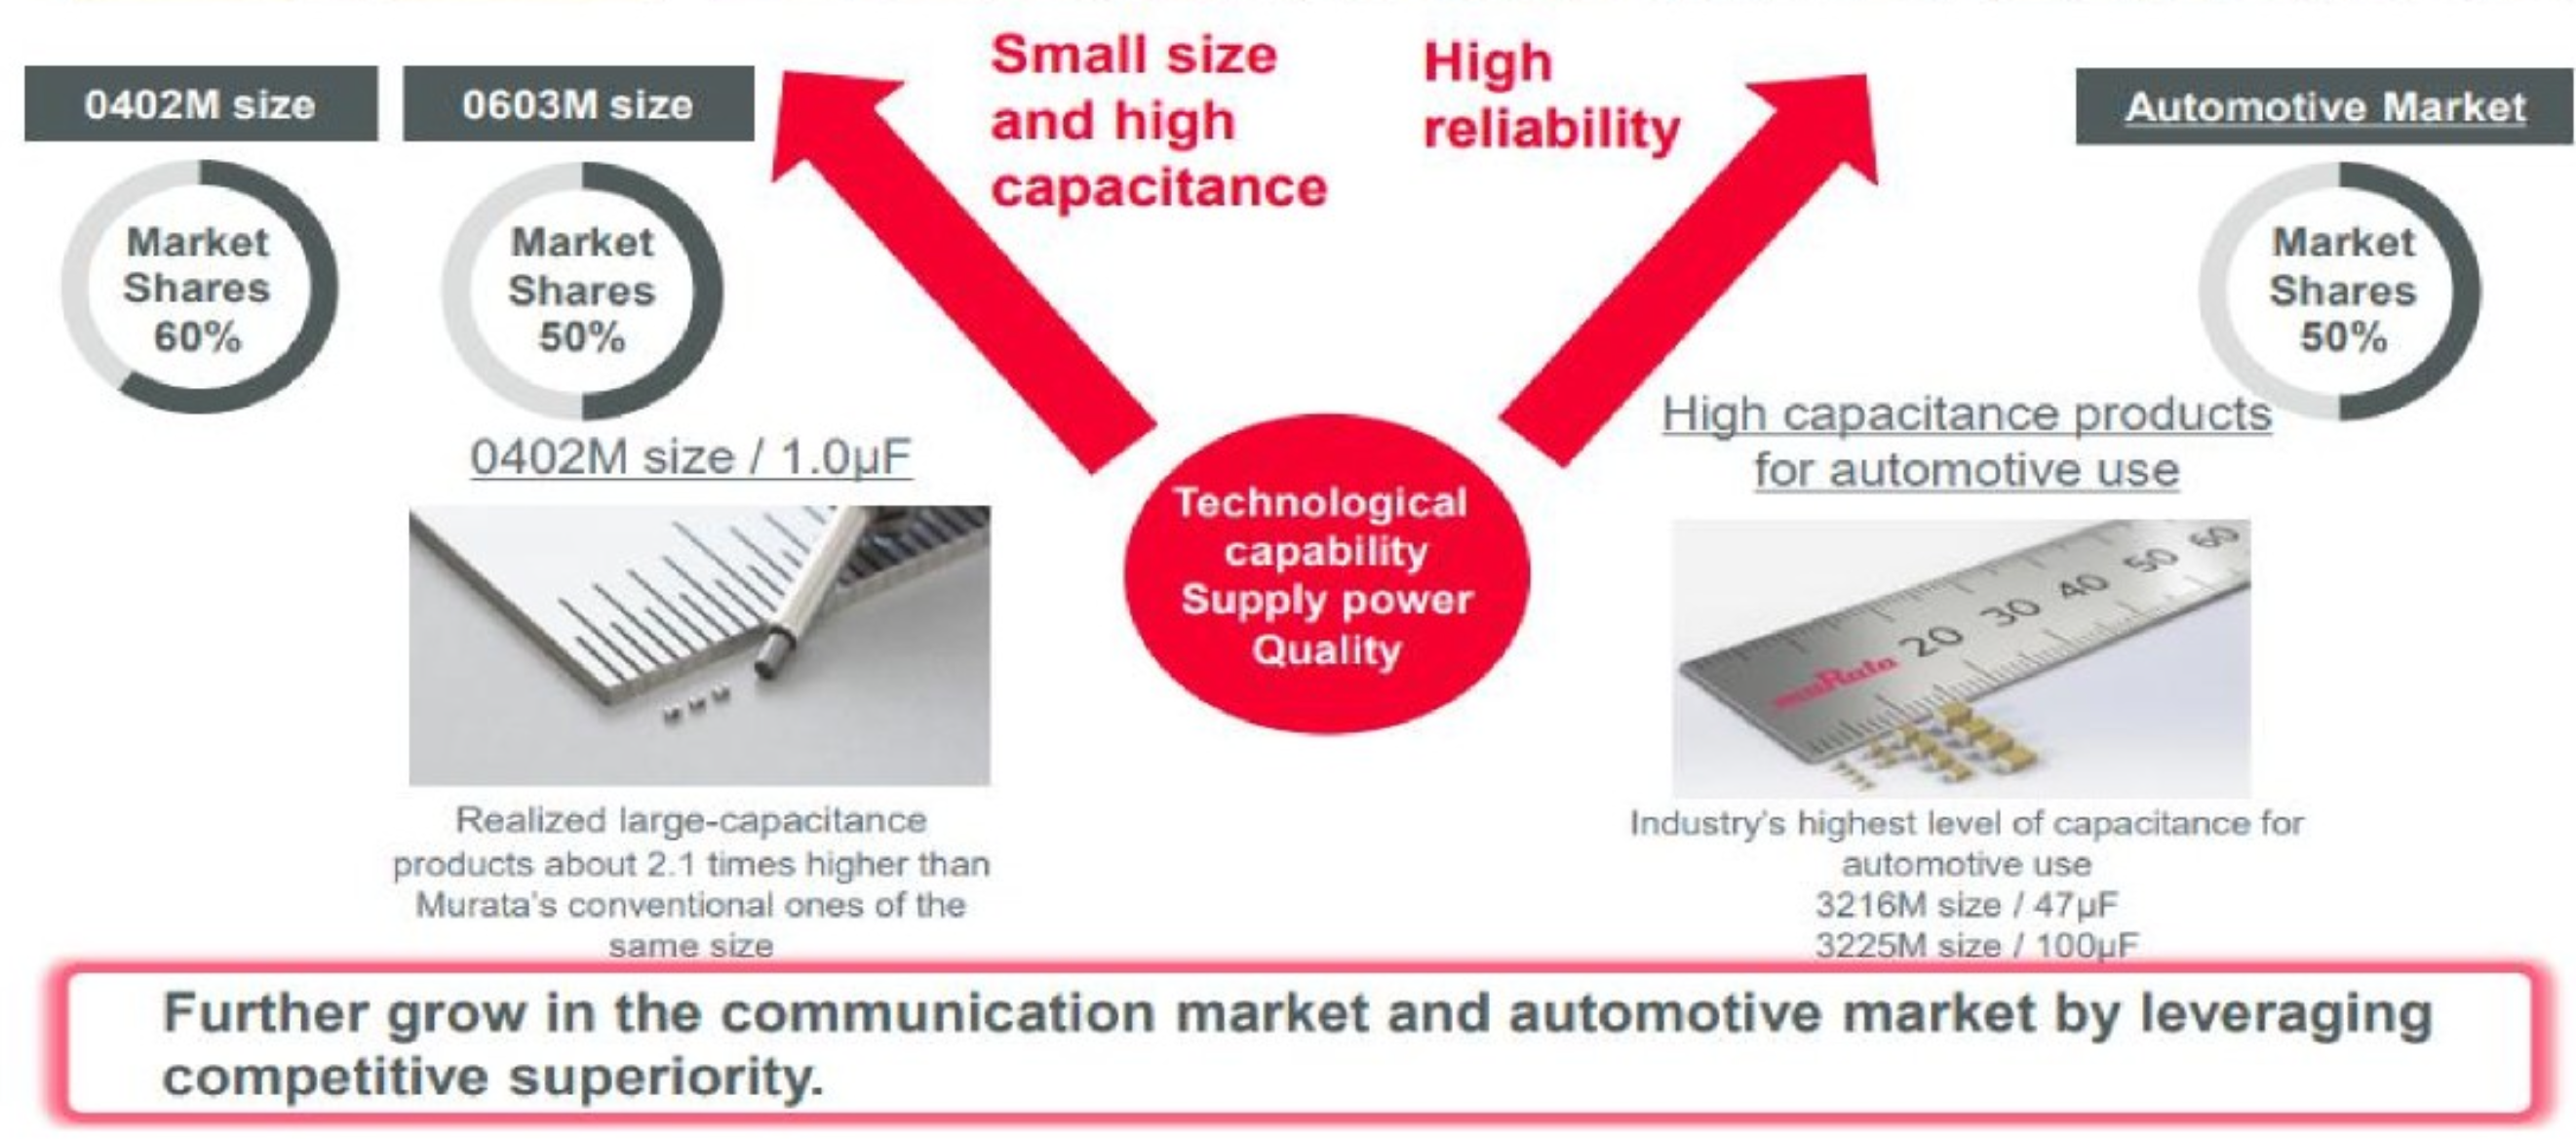 0402M size
0603M size
Small size
and high
capacitance
High
reliability
Automotive Market
Market
Shares
60%
Market
Shares
50%
Market
Shares
50%
0402M size / 1.0µF
High capacitance products
for automotive use
Technological
capability
Supply power
Quality
muRata 20 30 40 50 60
Realized large-capacitance
products about 2.1 times higher than
Murata's conventional ones of the
same size
Industry's highest level of capacitance for
automotive use
3216M size / 47µF
3225M size / 100µF
Further grow in the communication market and automotive market by leveraging
competitive superiority.